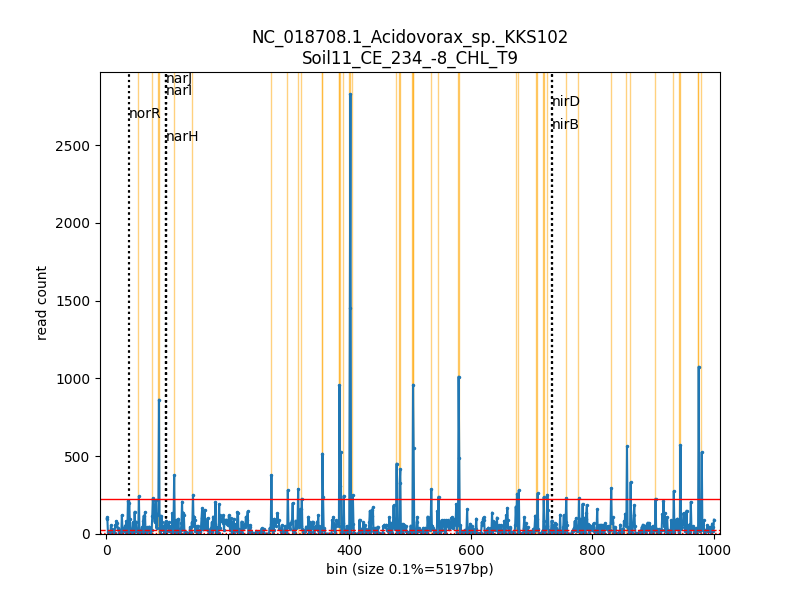 NC_018708.1_Acidovorax_sp._KKS102
Soil11_CE_234_-8_CHL_T9
narJ
narI
nirD
norR
nirB
narH
2500
2000
1500
1000
500
0
read count
0 200 400 600 800 1000
bin (size 0.1%=5197bp)